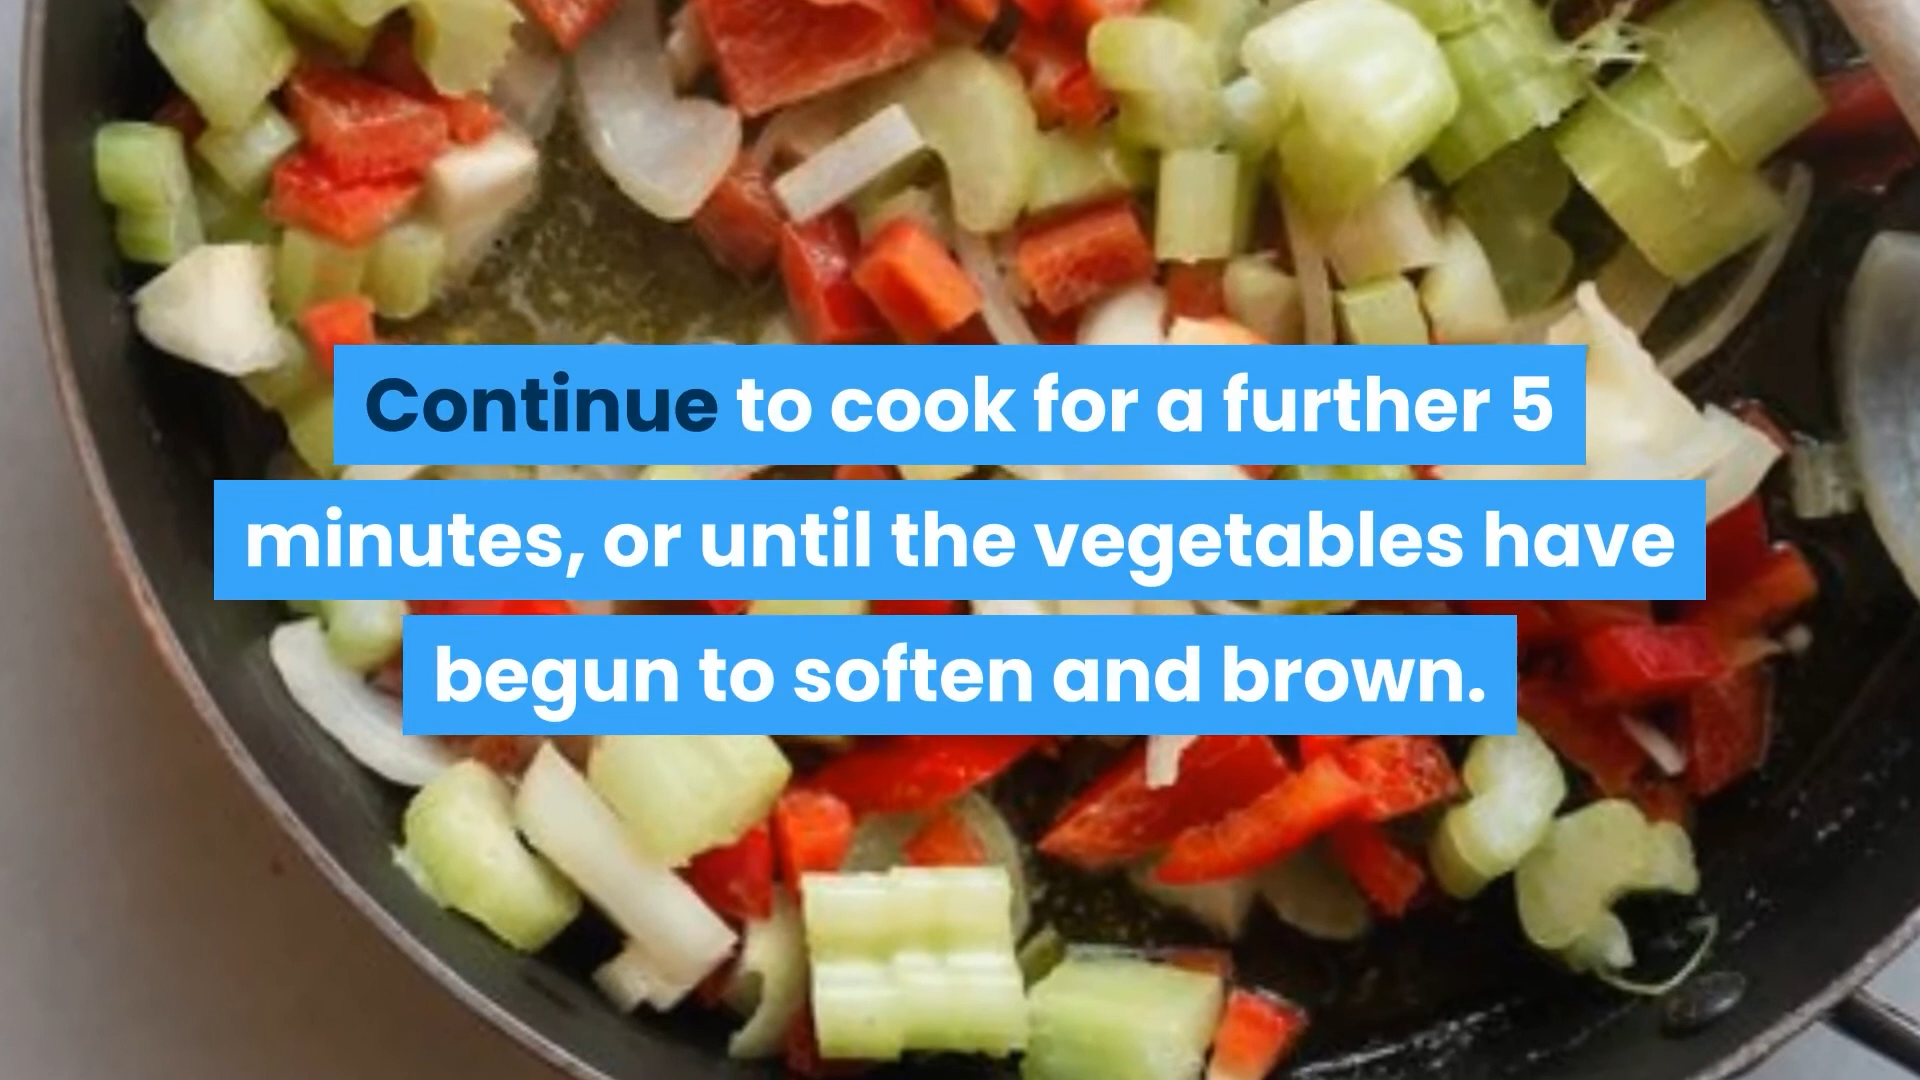 Continue to cook for a further 5
minutes, or until the vegetables have
begun to soften and brown.